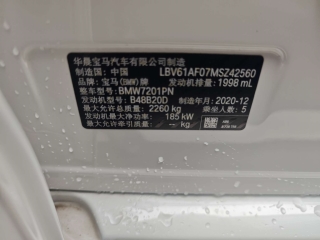 华晨宝马汽车有限公司 制造
制造国：中国 LBV61AF07MSZ42560
品牌：宝马(BMW)牌 发动机排量：1998 mL
整车型号：BMW7201PN
发动机型号：B48B20D 制造年月：2020-12
最大允许总质量：2260 kg 乘坐人数：5
发动机最大净功率：185 kW
最大允许牵引质量：-- kg